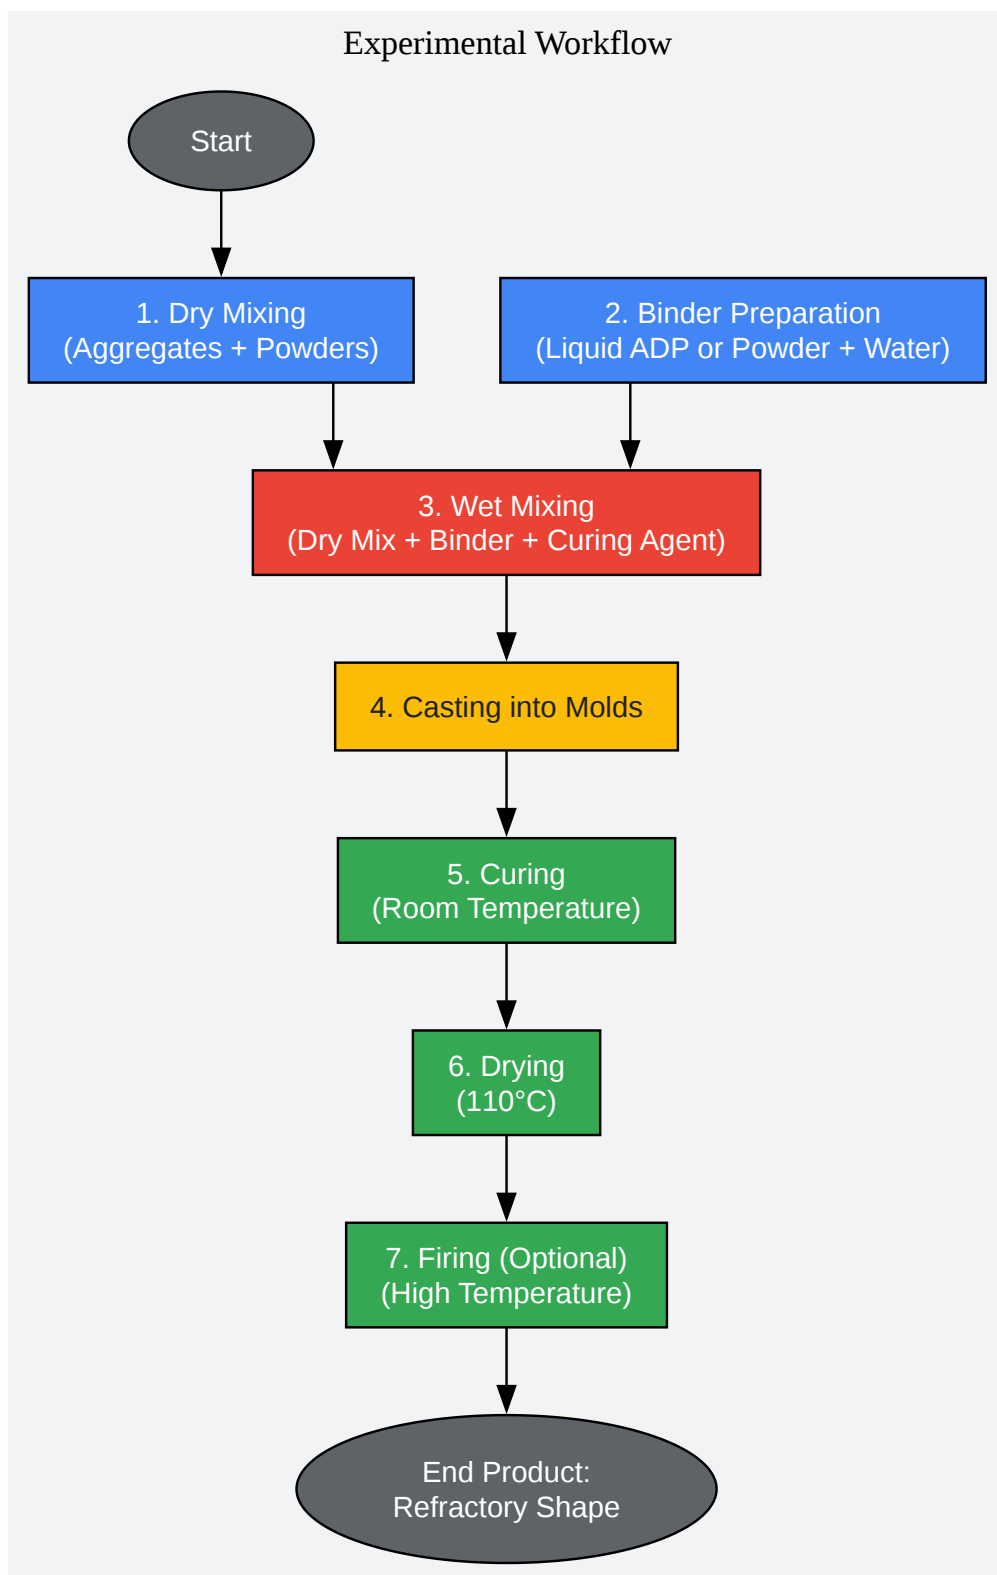 Experimental Workflow
Start
1. Dry Mixing
(Aggregates + Powders)
2. Binder Preparation
(Liquid ADP or Powder + Water)
3. Wet Mixing
(Dry Mix + Binder + Curing Agent)
4. Casting into Molds
5. Curing
(Room Temperature)
6. Drying
(110°C)
7. Firing (Optional)
(High Temperature)
End Product:
Refractory Shape